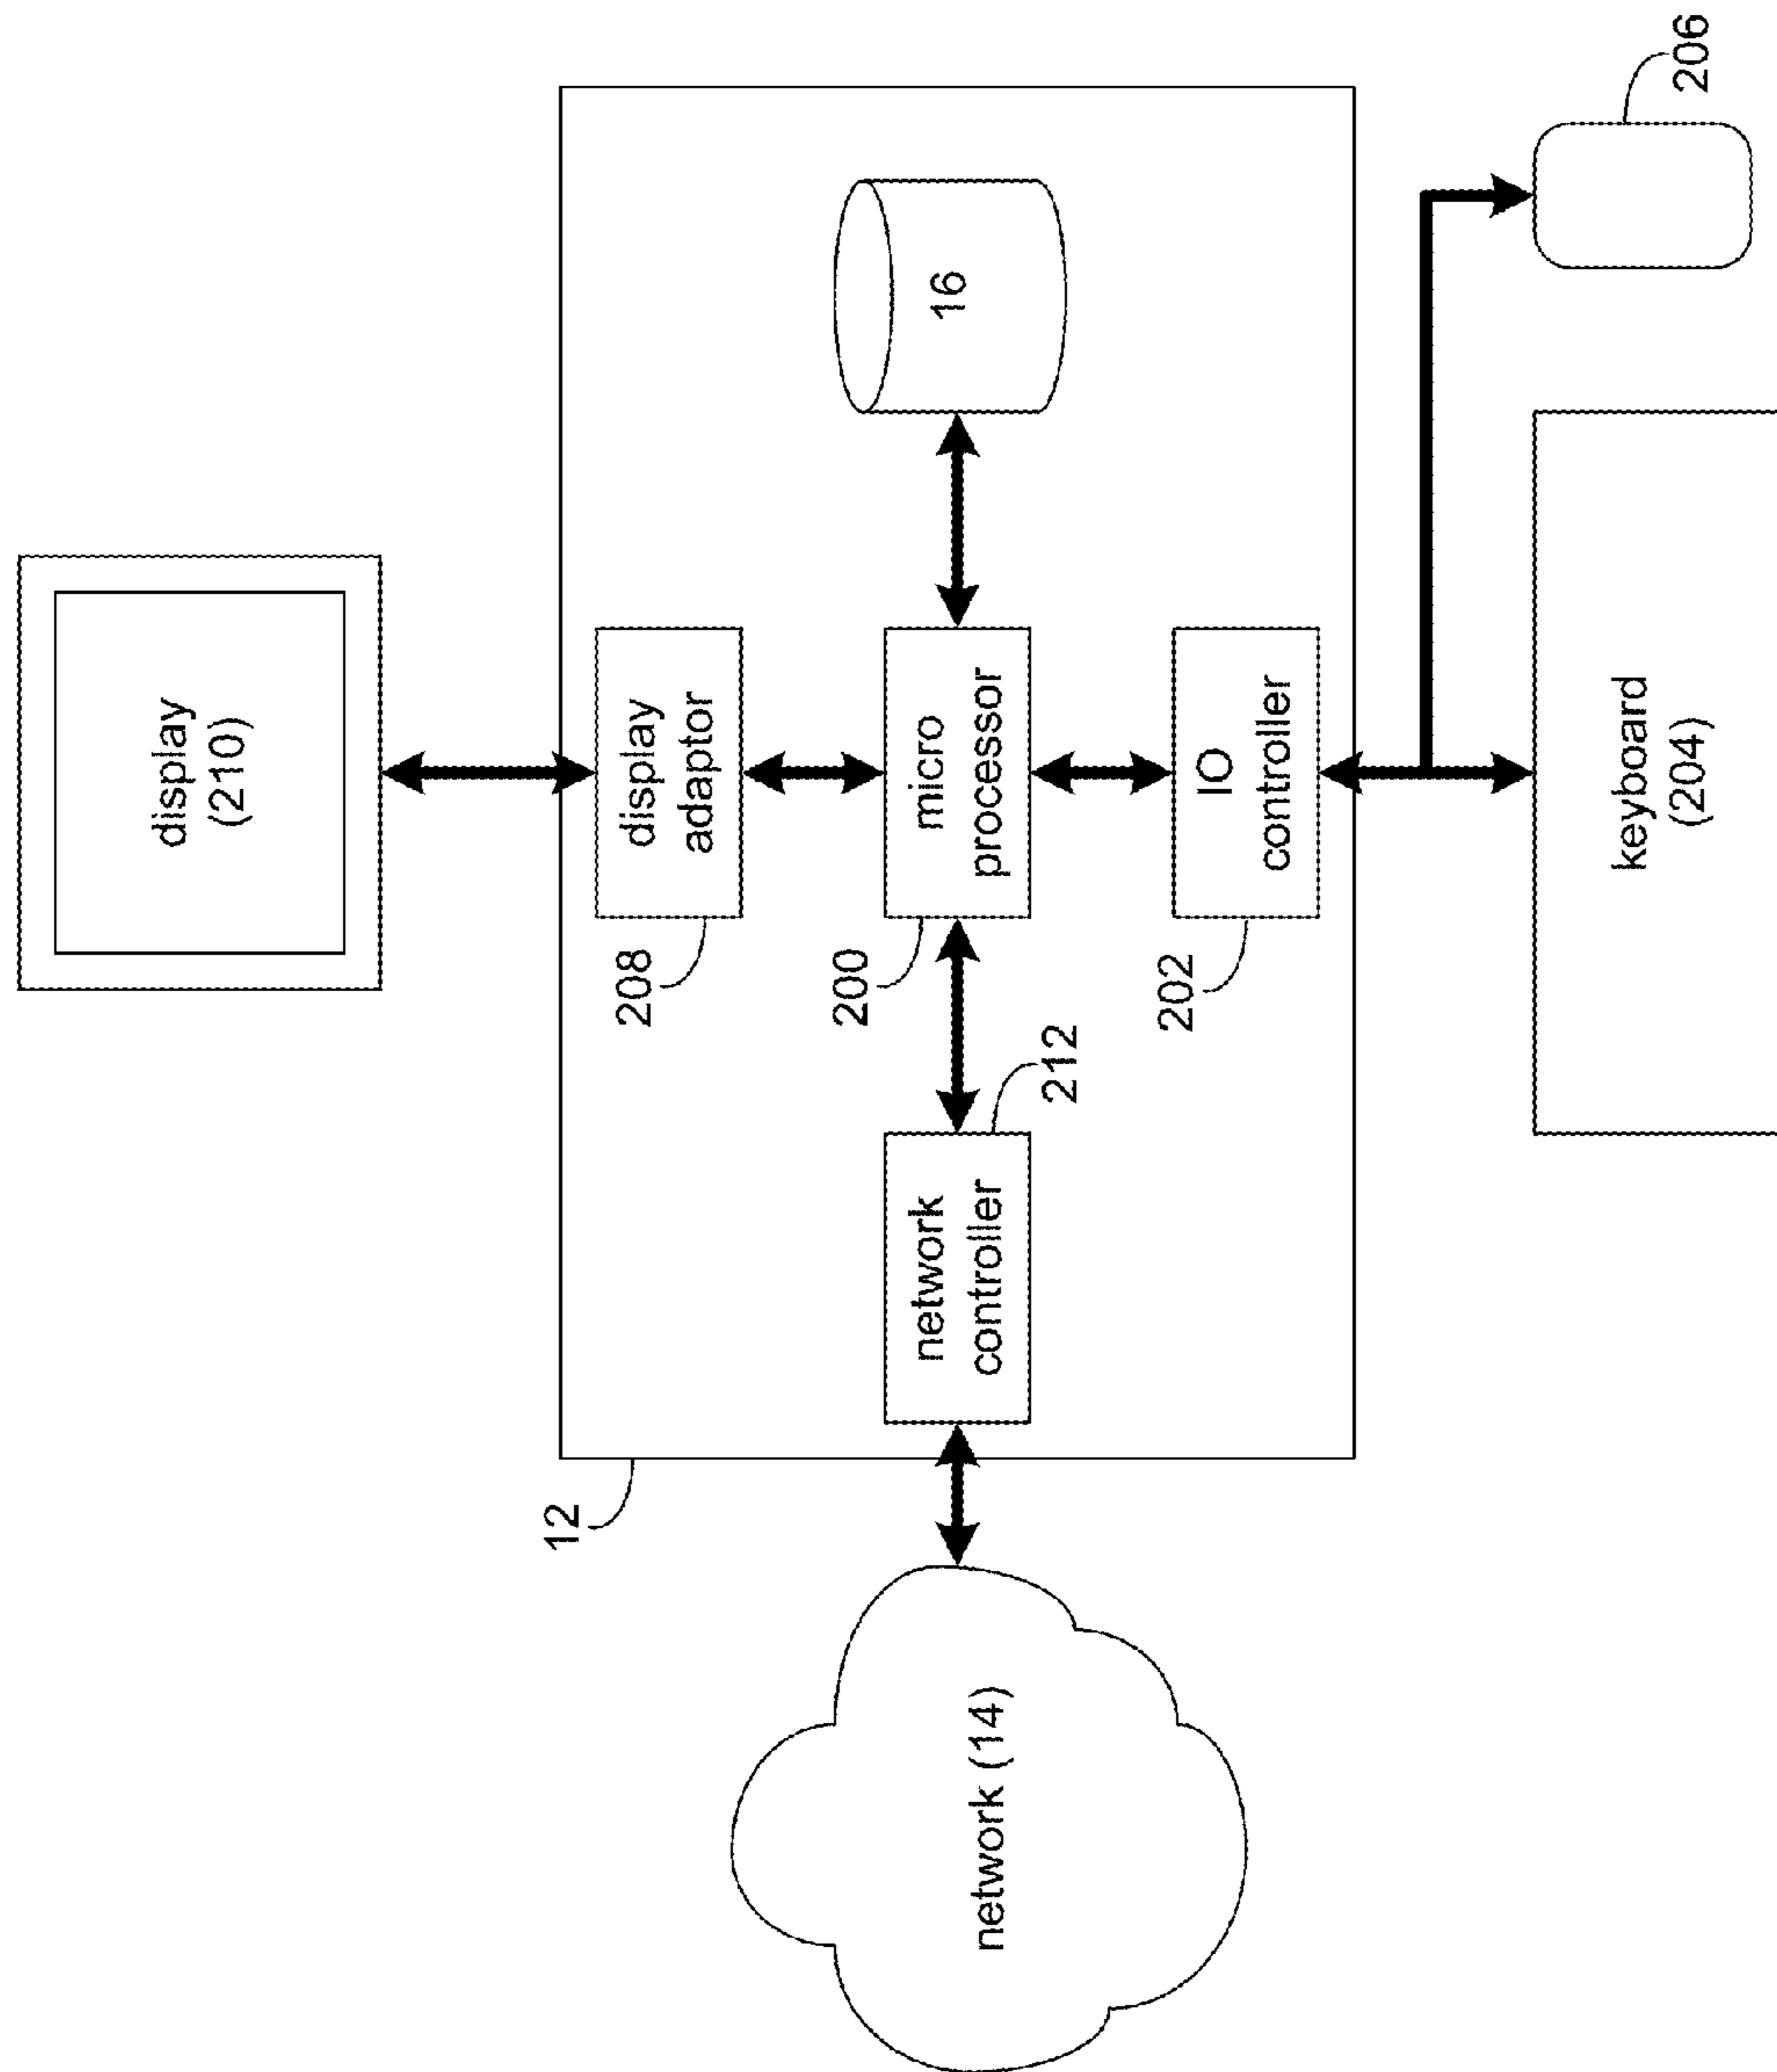 display
(210)
12
208
display
adaptor
network (14)
network
controller
212
200
micro
processor
16
202
IO
controller
keyboard
(204)
206